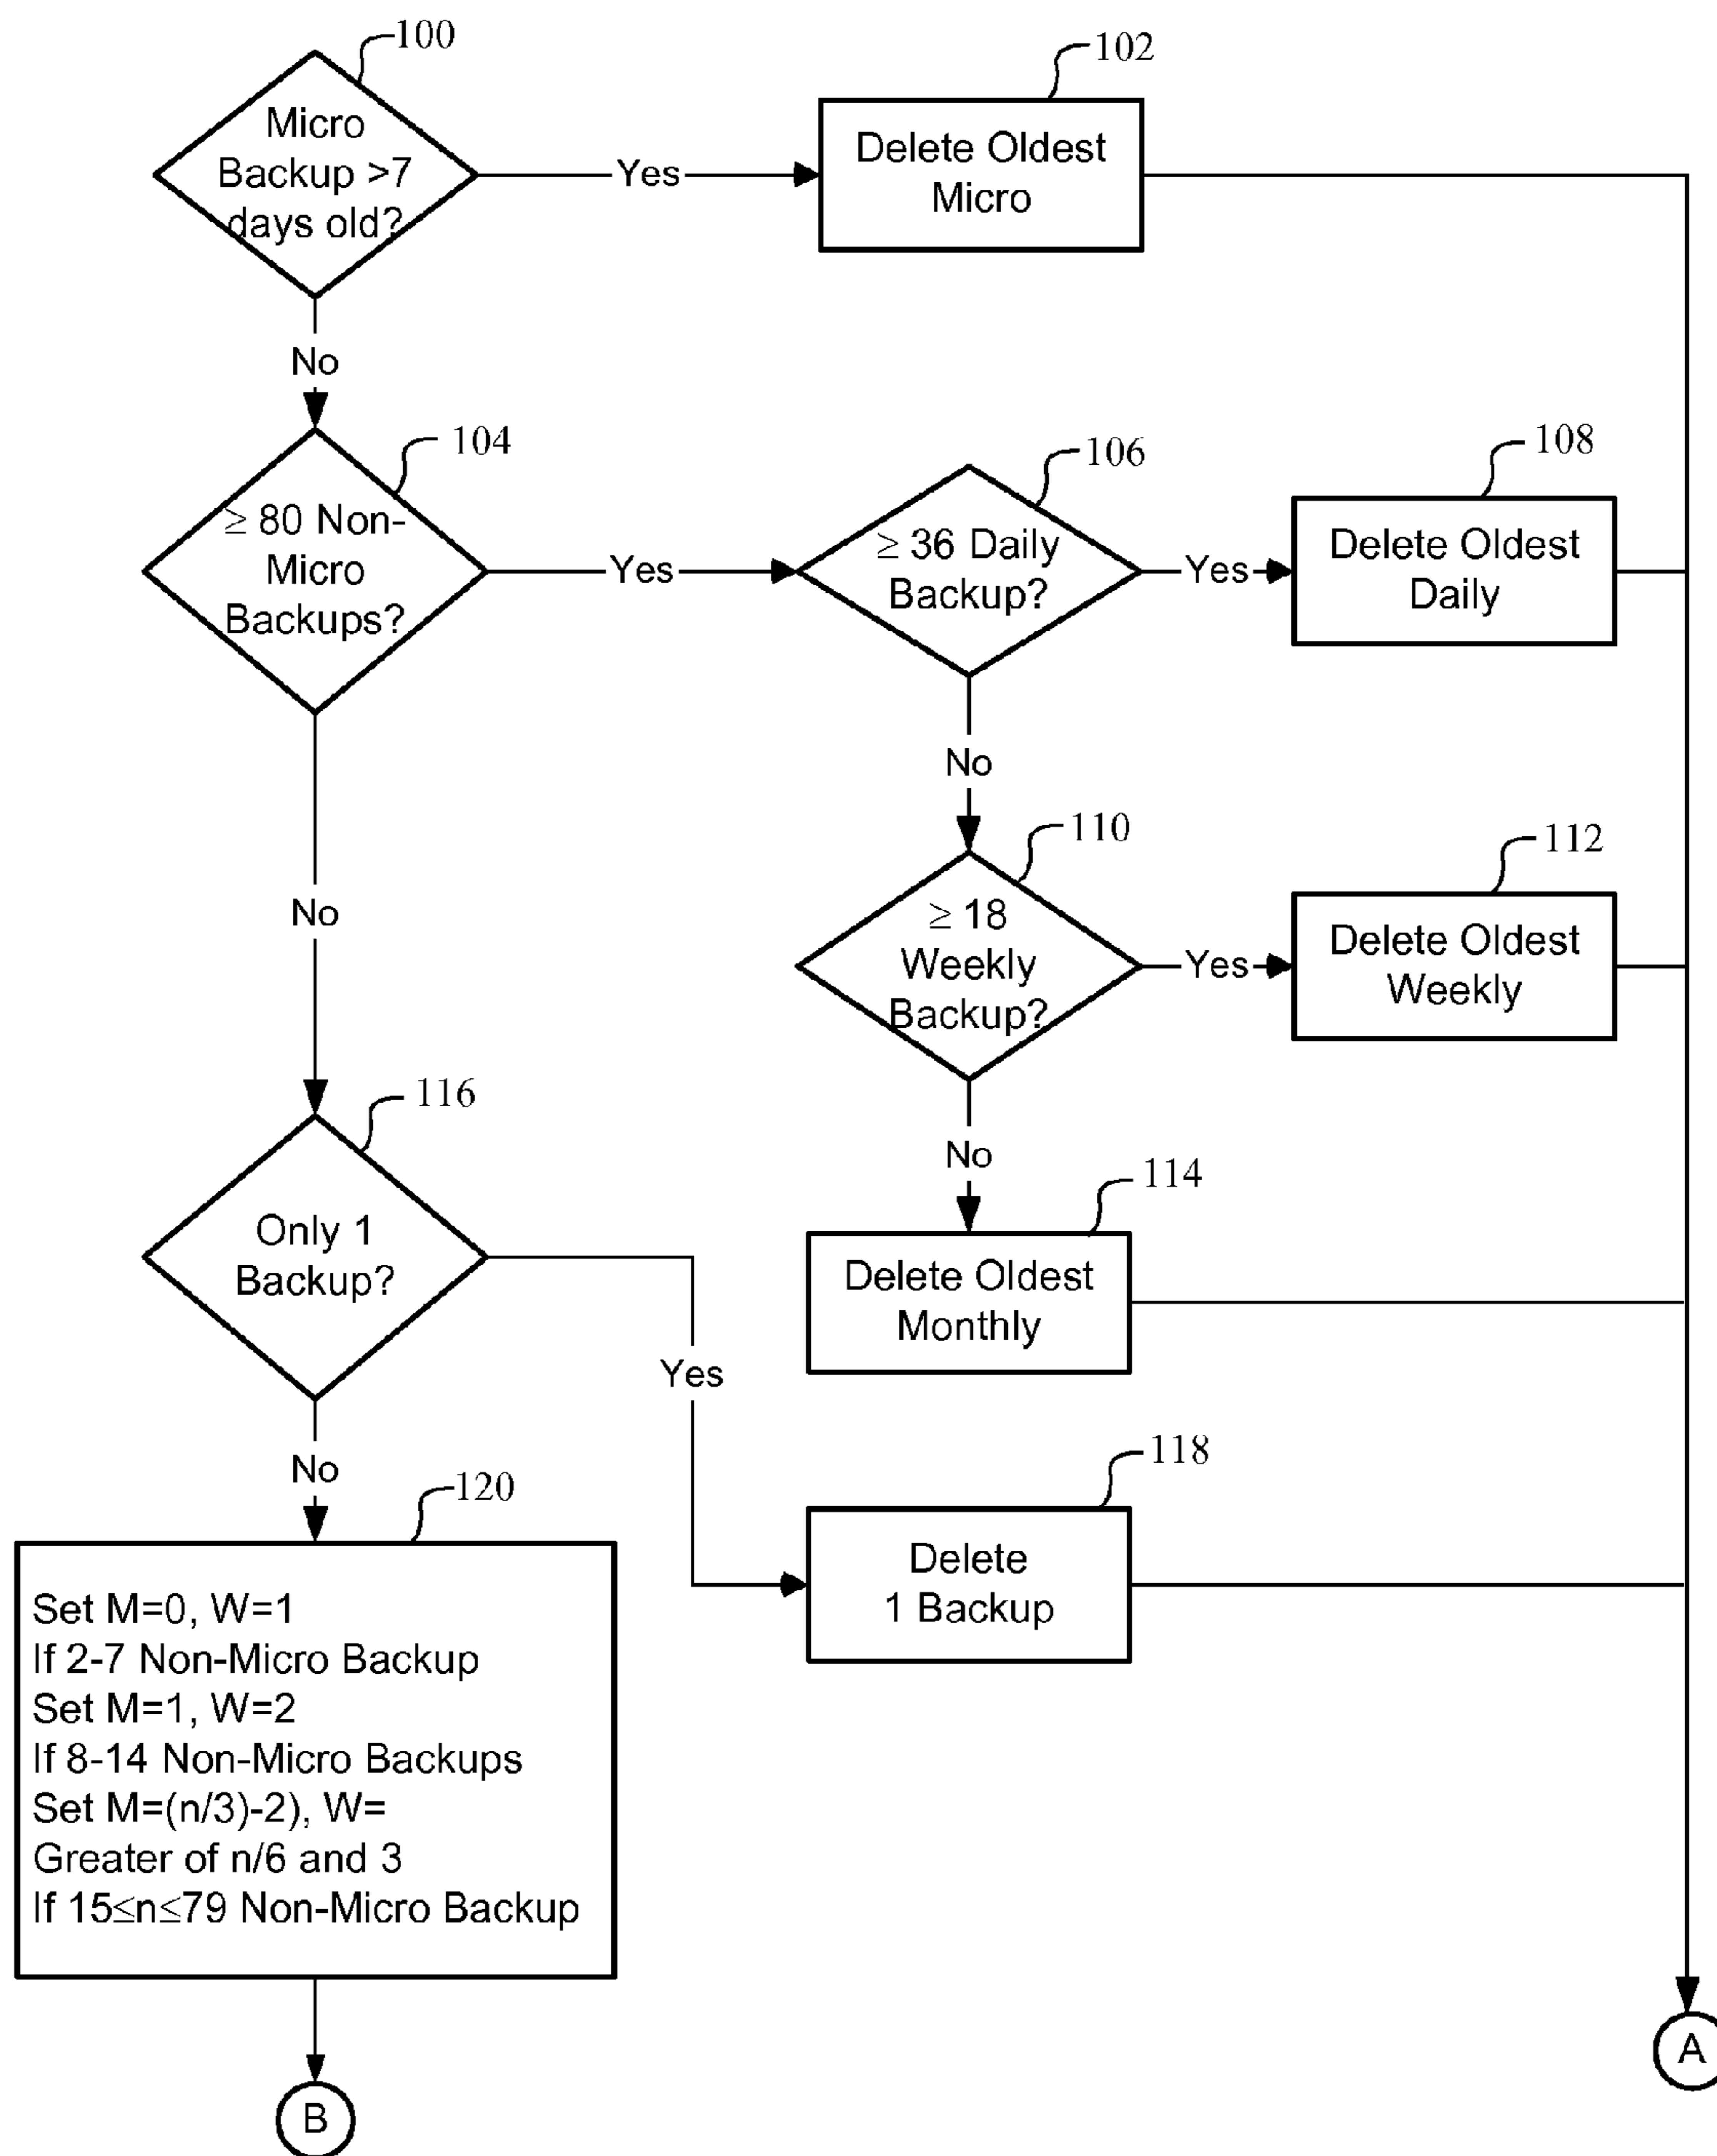 100
Micro
Backup >7
days old?
Yes
102
Delete Oldest
Micro
No
104
≥ 80 Non-
Micro
Backups?
Yes
106
≥ 36 Daily
Backup?
Yes
108
Delete Oldest
Daily
No
110
≥ 18
Weekly
Backup?
Yes
112
Delete Oldest
Weekly
No
114
Delete Oldest
Monthly
No
116
Only 1
Backup?
Yes
118
Delete
1 Backup
No
120
Set M=0, W=1
If 2-7 Non-Micro Backup
Set M=1, W=2
If 8-14 Non-Micro Backups
Set M=(n/3)-2), W=
Greater of n/6 and 3
If 15≤n≤79 Non-Micro Backup
A
B